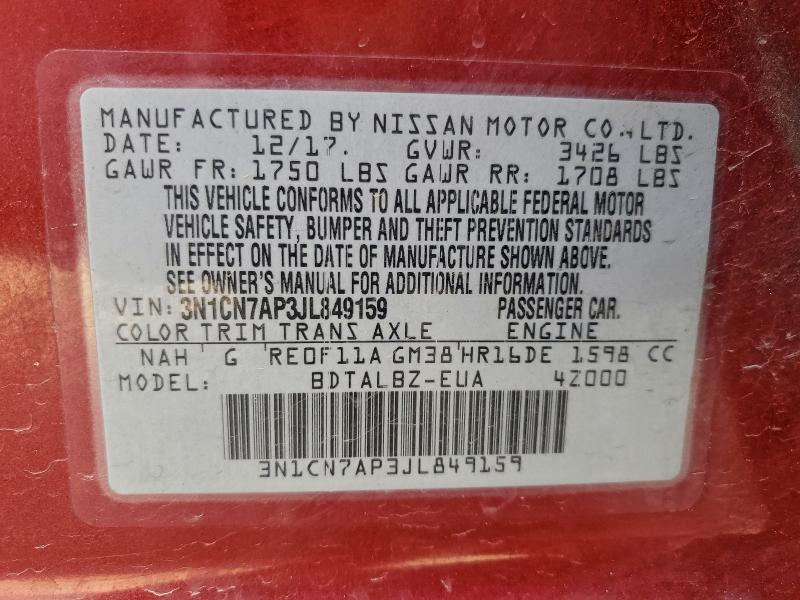 MANUFACTURED BY NISSAN MOTOR CO., LTD.
DATE: 12/17. GVWR: 3426 LBS
GAWR FR: 1750 LBS GAWR RR: 1708 LBS
THIS VEHICLE CONFORMS TO ALL APPLICABLE FEDERAL MOTOR
VEHICLE SAFETY, BUMPER AND THEFT PREVENTION STANDARDS
IN EFFECT ON THE DATE OF MANUFACTURE SHOWN ABOVE.
SEE OWNER'S MANUAL FOR ADDITIONAL INFORMATION.
VIN: 3N1CN7AP3JL849159 PASSENGER CAR.
COLOR TRIM TRANS AXLE ENGINE
NAH G RE0F11A GM38 HR16DE 1598 CC
MODEL: BDTALBZ-EUA 4Z000
3N1CN7AP3JL849159